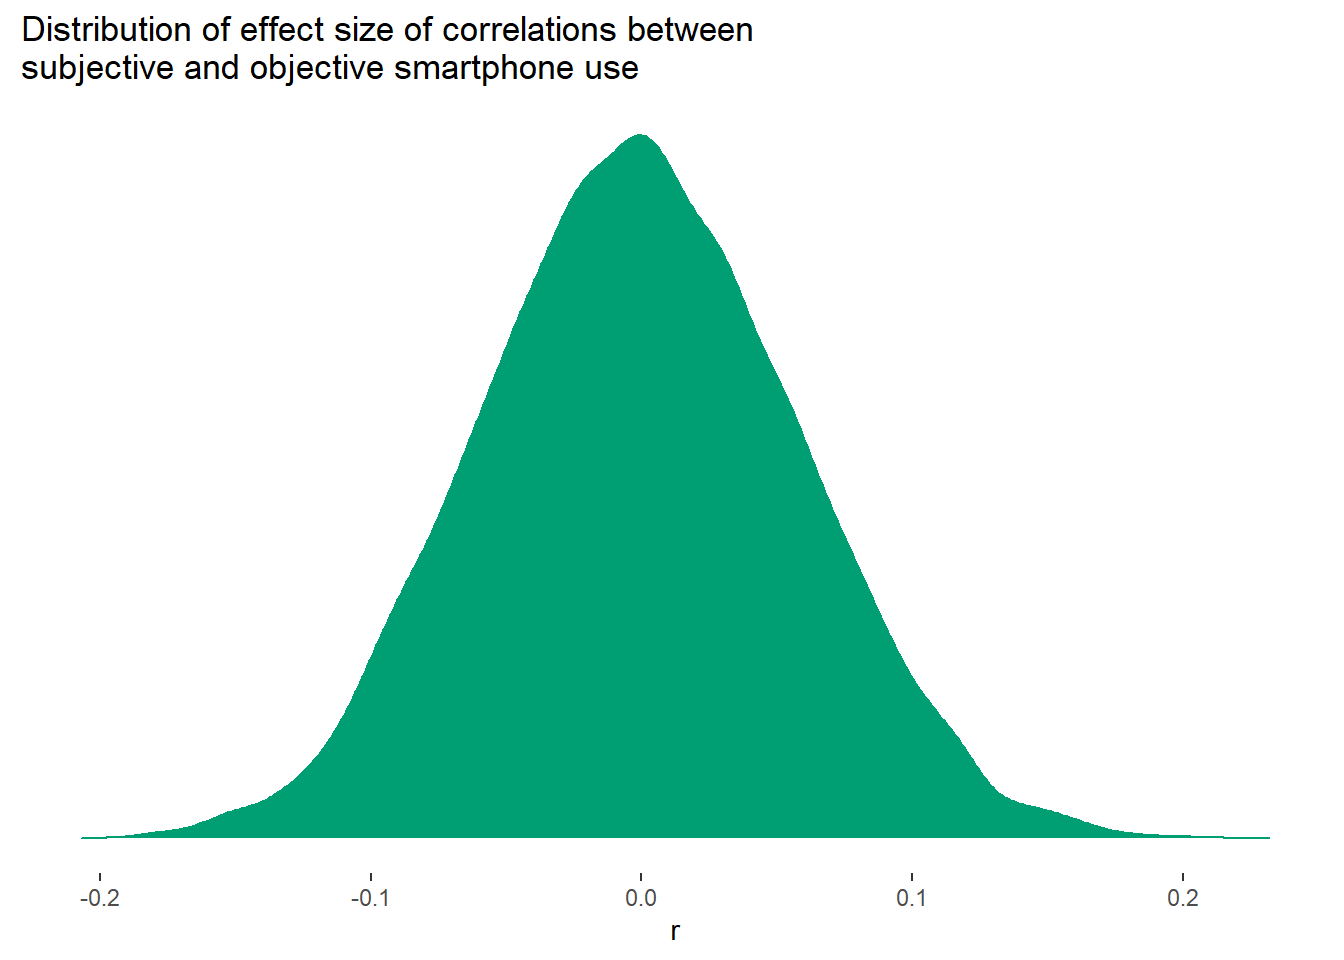 Distribution of effect size of correlations between
subjective and objective smartphone use
-0.2 -0.1 0.0 0.1 0.2
r